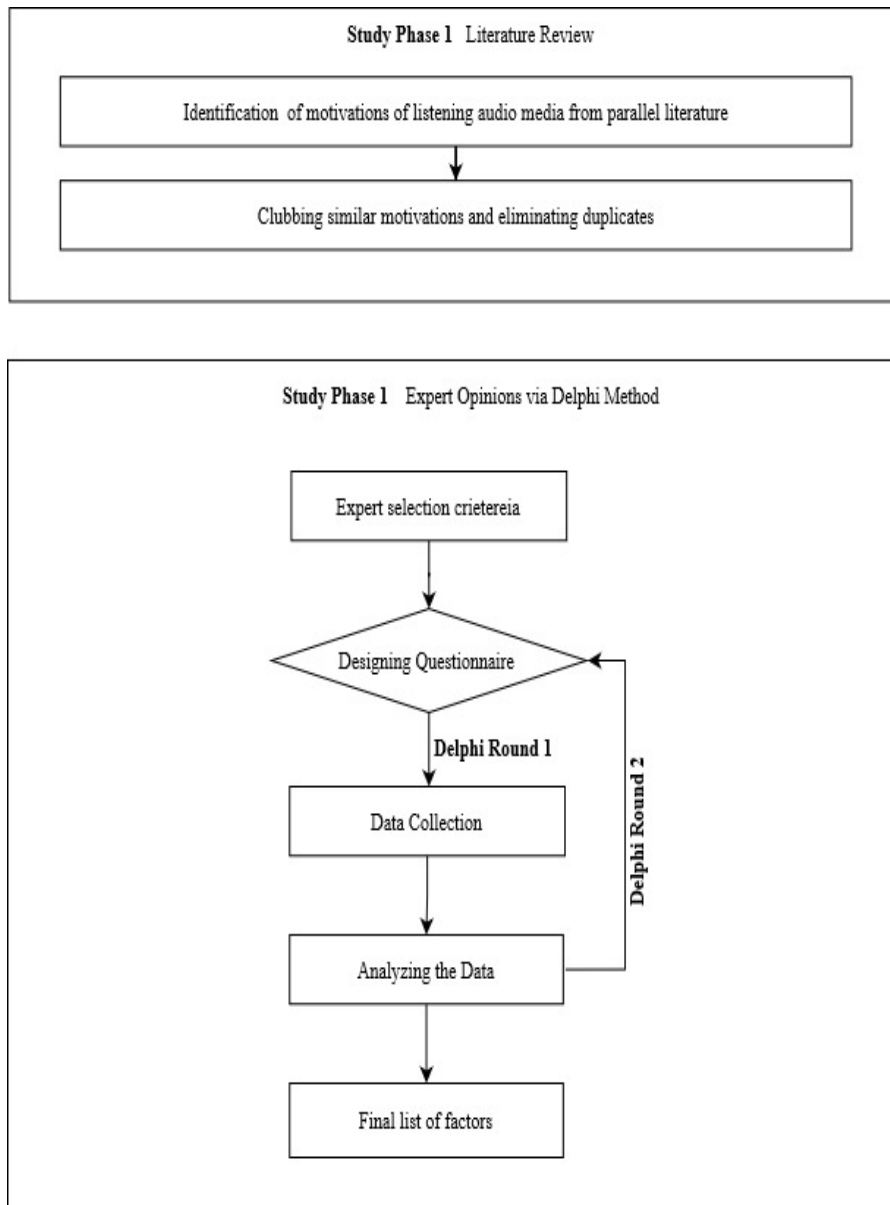 Study Phase 1 Literature Review
Identification of motivations of listening audio media from parallel literature
Clubbing similar motivations and eliminating duplicates
Study Phase 1 Expert Opinions via Delphi Method
Expert selection crietereia
Designing Questionnaire
Delphi Round 1
Delphi Round 2
Data Collection
Analyzing the Data
Final list of factors